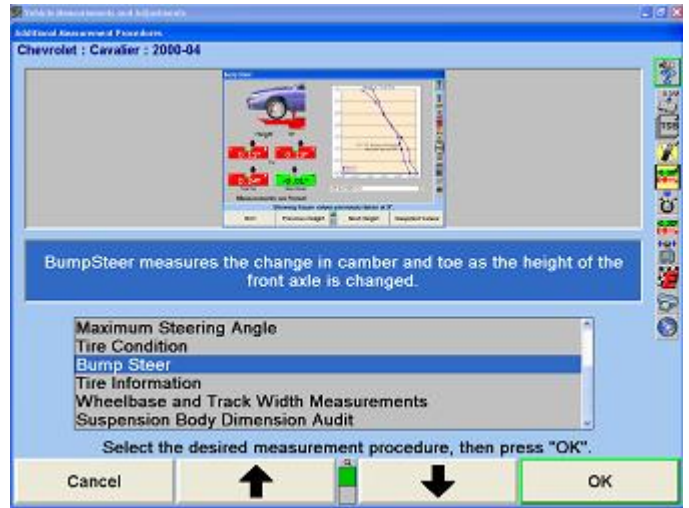 Vehicle Measurements and Adjustments
Additional Measurement Procedures
Chevrolet : Cavalier : 2000-04
TSB
BumpSteer measures the change in camber and toe as the height of the
front axle is changed.
Maximum Steering Angle
Tire Condition
Bump Steer
Tire Information
Wheelbase and Track Width Measurements
Suspension Body Dimension Audit
Select the desired measurement procedure, then press "OK".
Cancel
OK